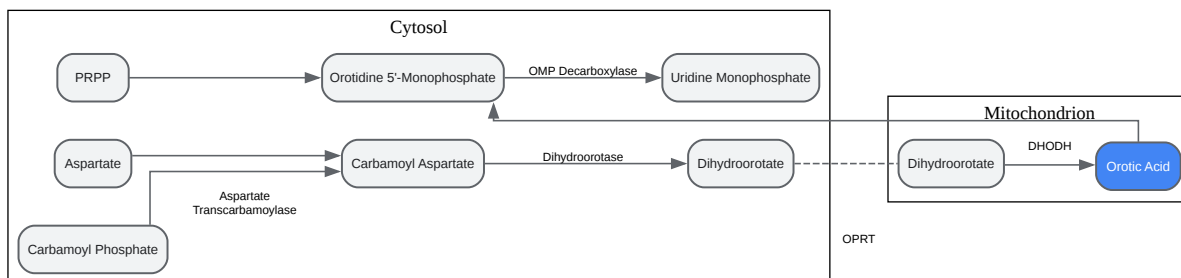 Cytosol
PRPP
Orotidine 5'-Monophosphate
OMP Decarboxylase
Uridine Monophosphate
Mitochondrion
Aspartate
Carbamoyl Aspartate
Dihydroorotase
Dihydroorotate
Dihydroorotate
DHODH
Orotic Acid
Aspartate
Transcarbamoylase
Carbamoyl Phosphate
OPRT